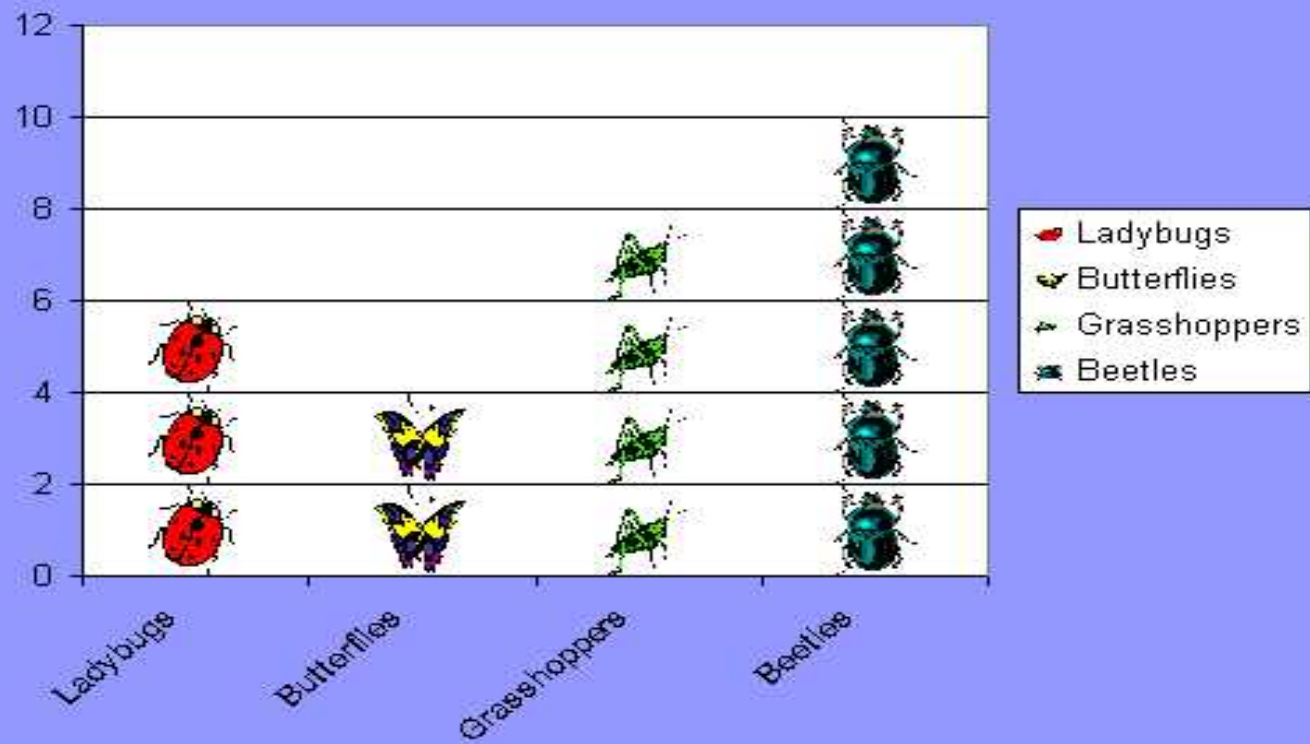 12
10
8
6
4
2
0
Ladybugs
Butterflies
Grasshoppers
Beetles
Ladybugs
Butterflies
Grasshoppers
Beetles